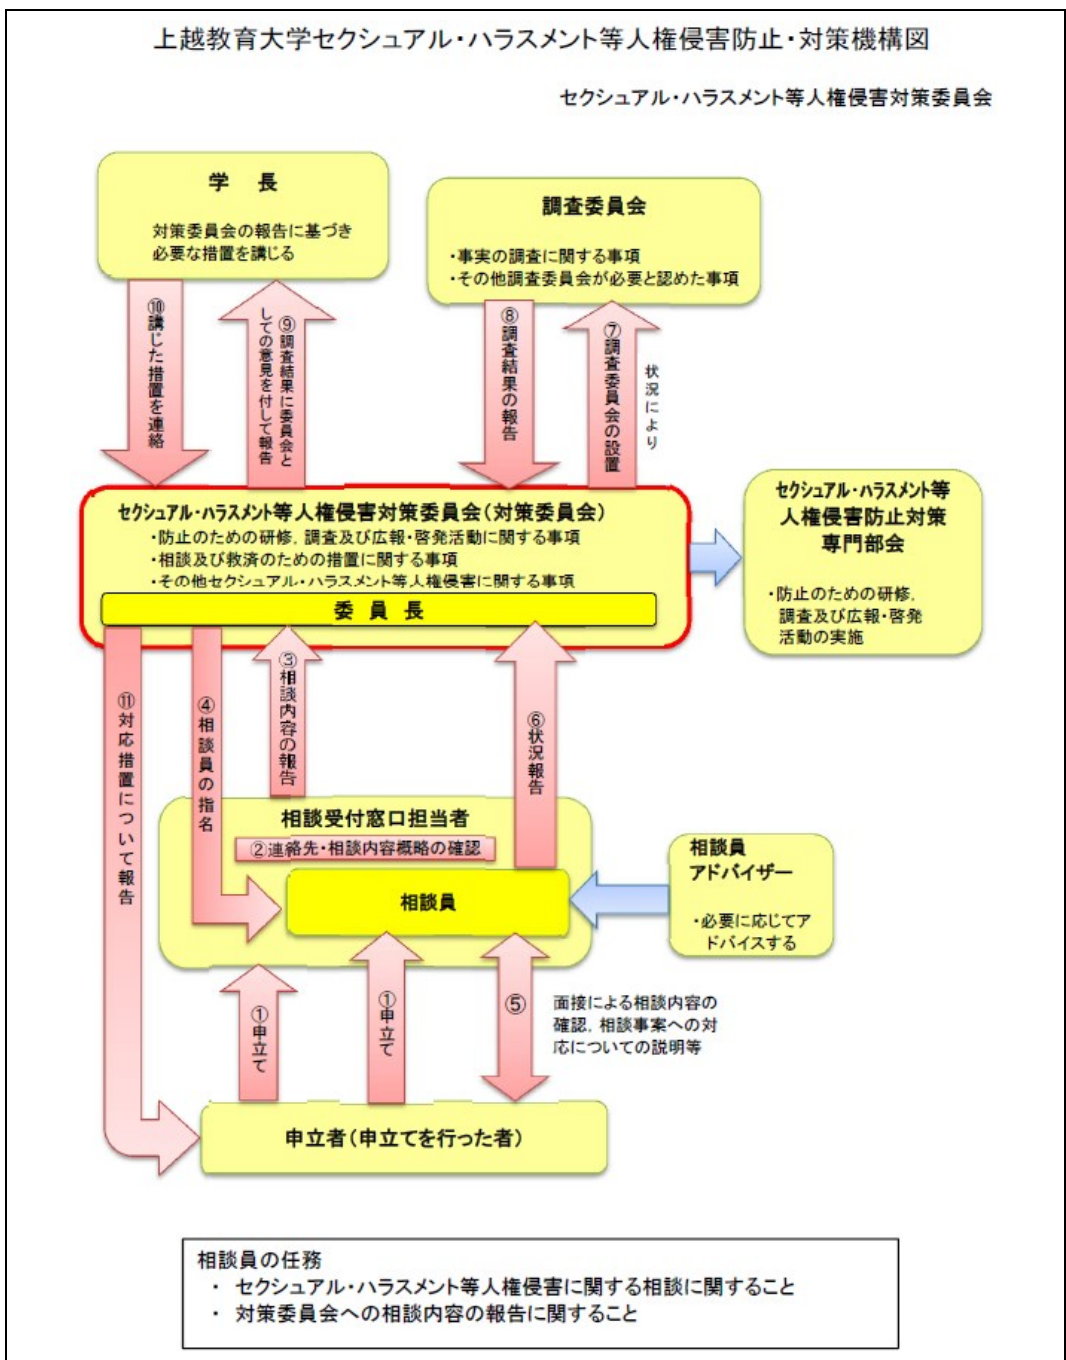 上越教育大学セクシュアル・ハラスメント等人権侵害防止・対策機構図
セクシュアル・ハラスメント等人権侵害対策委員会
学 長
対策委員会の報告に基づき
必要な措置を講じる
調査委員会
・事実の調査に関する事項
・その他調査委員会が必要と認めた事項
⑩講じた措置を連絡
⑨調査結果に委員会と
しての意見を付して報告
⑧調査結果の報告
⑦調査委員会の設置
状況により
セクシュアル・ハラスメント等人権侵害対策委員会(対策委員会)
・防止のための研修，調査及び広報・啓発活動に関する事項
・相談及び救済のための措置に関する事項
・その他セクシュアル・ハラスメント等人権侵害に関する事項
委 員 長
セクシュアル・ハラスメント等
人権侵害防止対策
専門部会
・防止のための研修，
調査及び広報・啓発
活動の実施
⑪対応措置について報告
④相談員の指名
③相談内容の報告
⑥状況報告
相談受付窓口担当者
②連絡先・相談内容概略の確認
相談員
相談員
アドバイザー
・必要に応じてア
ドバイスする
①申立て
①申立て
⑤
面接による相談内容の
確認，相談事案への対
応についての説明等
申立者(申立てを行った者)
相談員の任務
・ セクシュアル・ハラスメント等人権侵害に関する相談に関すること
・ 対策委員会への相談内容の報告に関すること